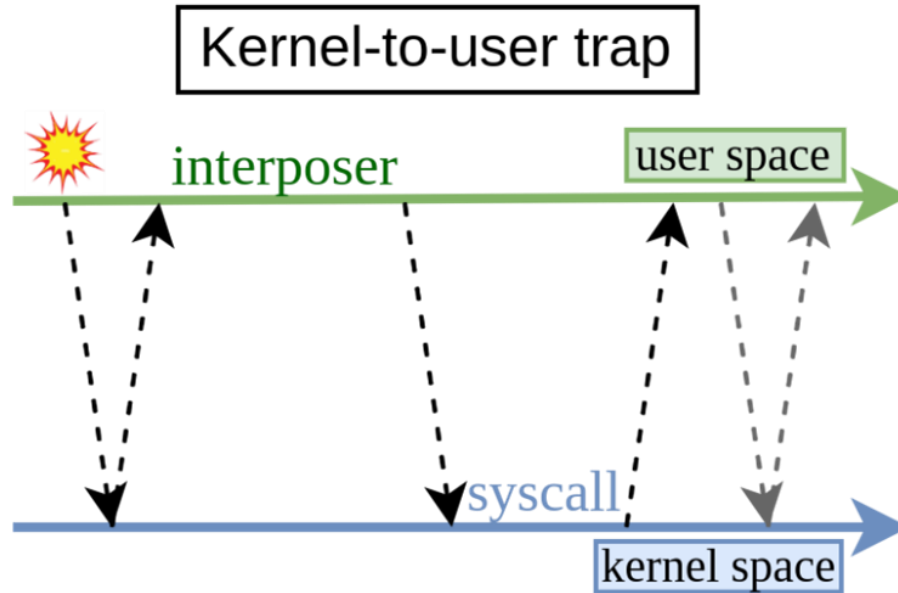 Kernel-to-user trap
interposer
user space
syscall
kernel space